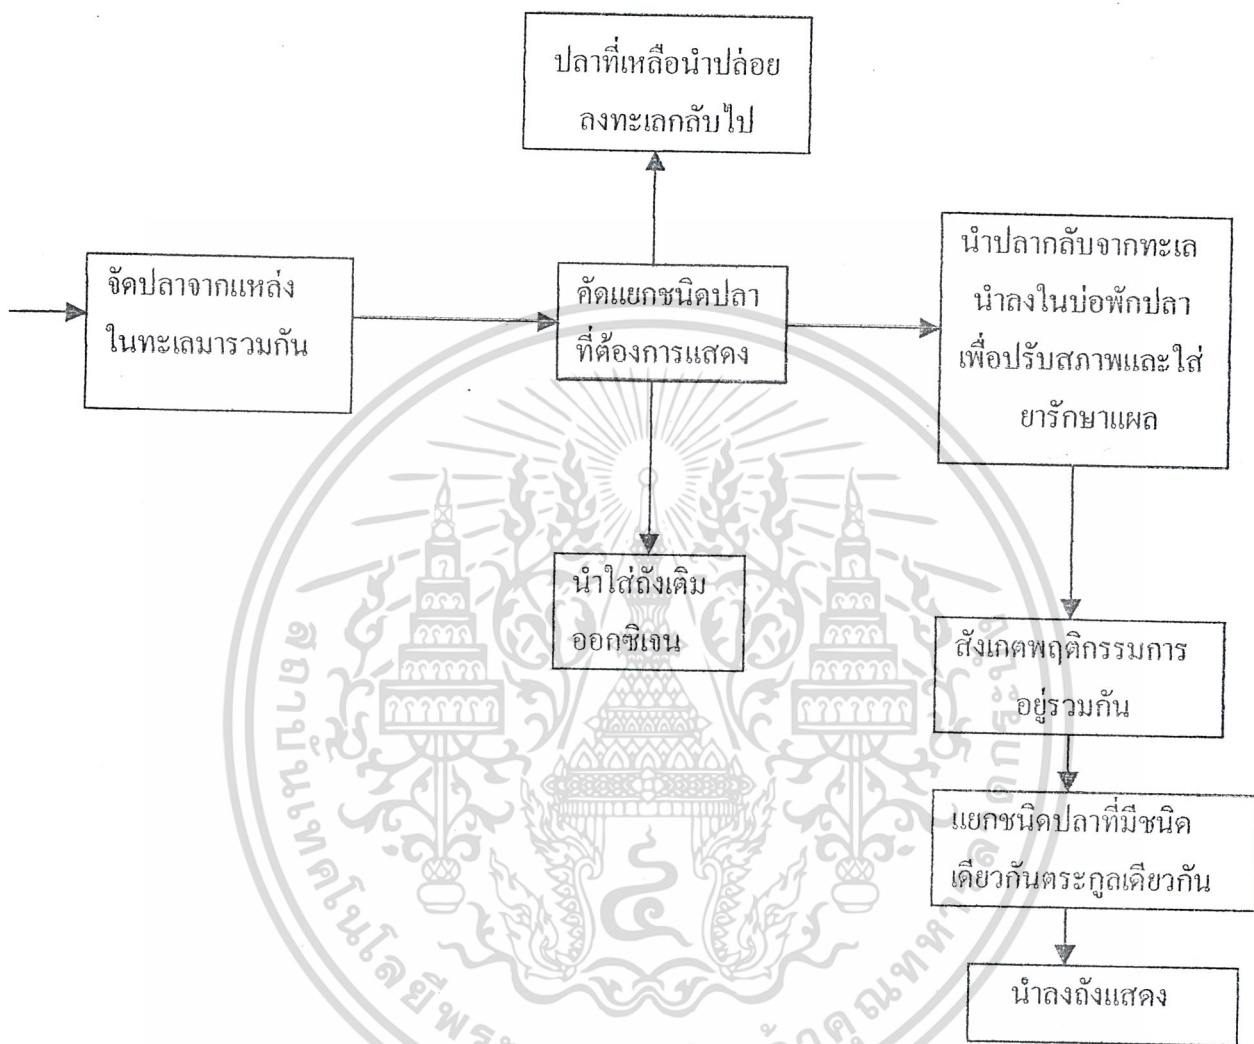 ปลาที่เหลือนำปล่อย
ลงทะเลกลับไป
จัดปลาจากแหล่ง
ในทะเลมารวมกัน
คัดแยกชนิดปลา
ที่ต้องการแสดง
นำปลากลับจากทะเล
นำลงในบ่อพักปลา
เพื่อปรับสภาพและใส่
ยารักษาแผล
นำใส่ถังเติม
ออกซิเจน
สังเกตพฤติกรรมการ
อยู่รวมกัน
แยกชนิดปลาที่มีชนิด
เดียวกันตระกูลเดียวกัน
นำลงถังแสดง